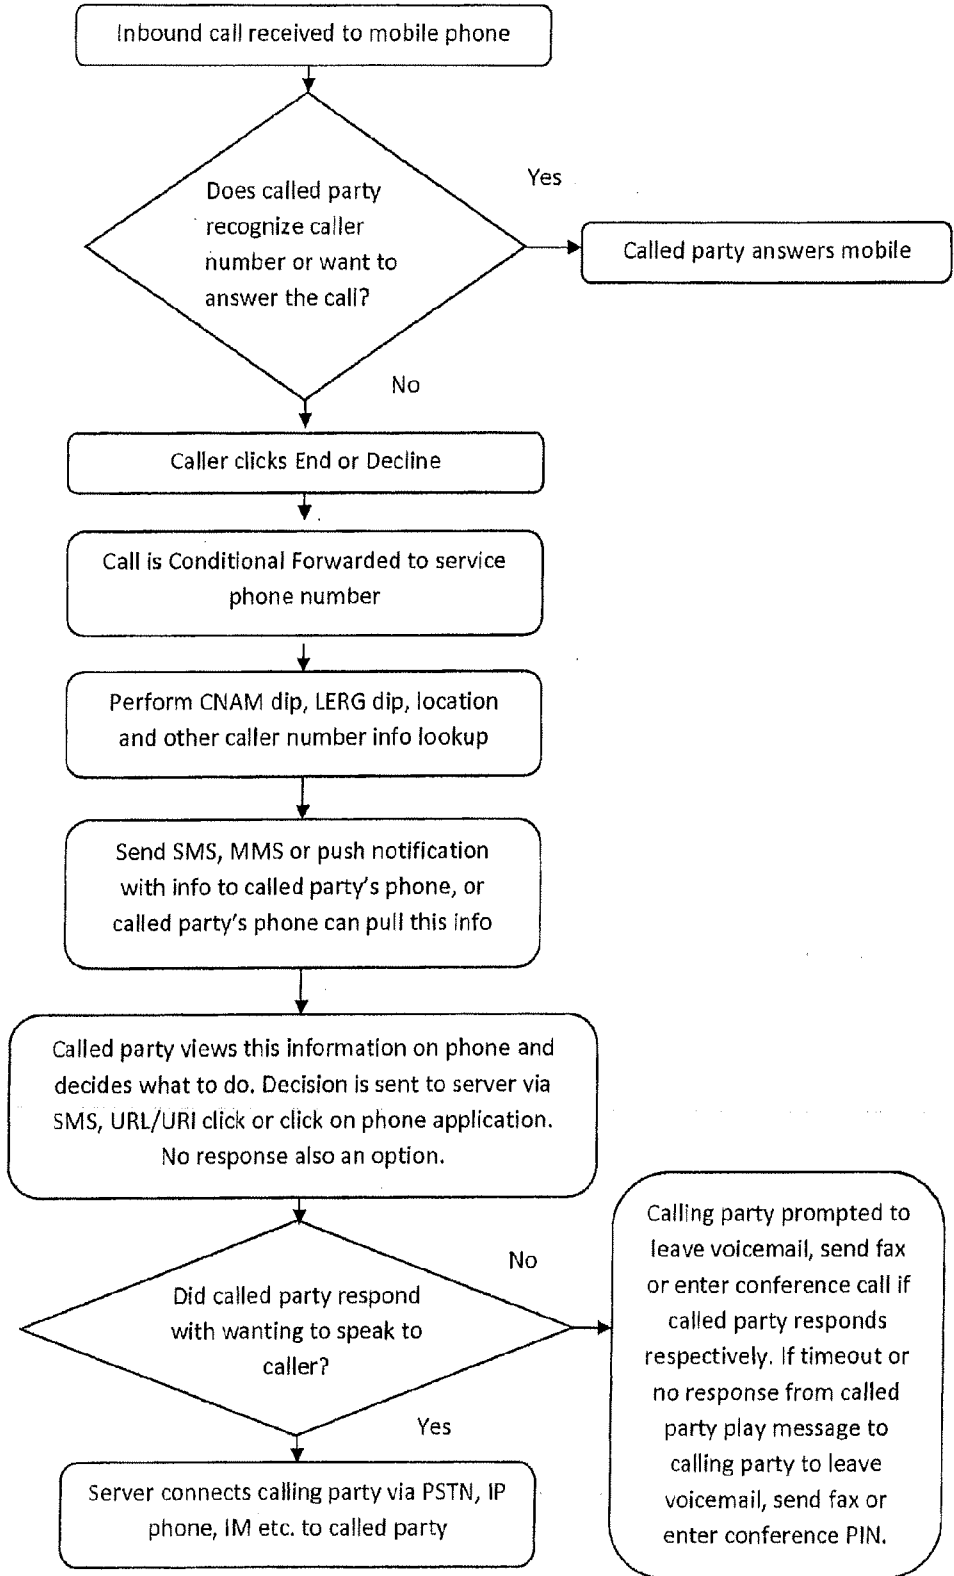 Inbound call received to mobile phone
Does called party
recognize caller
number or want to
answer the call?
Yes
Called party answers mobile
No
Caller clicks End or Decline
Call is Conditional Forwarded to service
phone number
Perform CNAM dip, LERG dip, location
and other caller number info lookup
Send SMS, MMS or push notification
with info to called party's phone, or
called party's phone can pull this info
Called party views this information on phone and
decides what to do. Decision is sent to server via
SMS, URL/URI click or click on phone application.
No response also an option.
Did called party respond
with wanting to speak to
caller?
No
Calling party prompted to
leave voicemail, send fax
or enter conference call if
called party responds
respectively. If timeout or
no response from called
party play message to
calling party to leave
voicemail, send fax or
enter conference PIN.
Yes
Server connects calling party via PSTN, IP
phone, IM etc. to called party